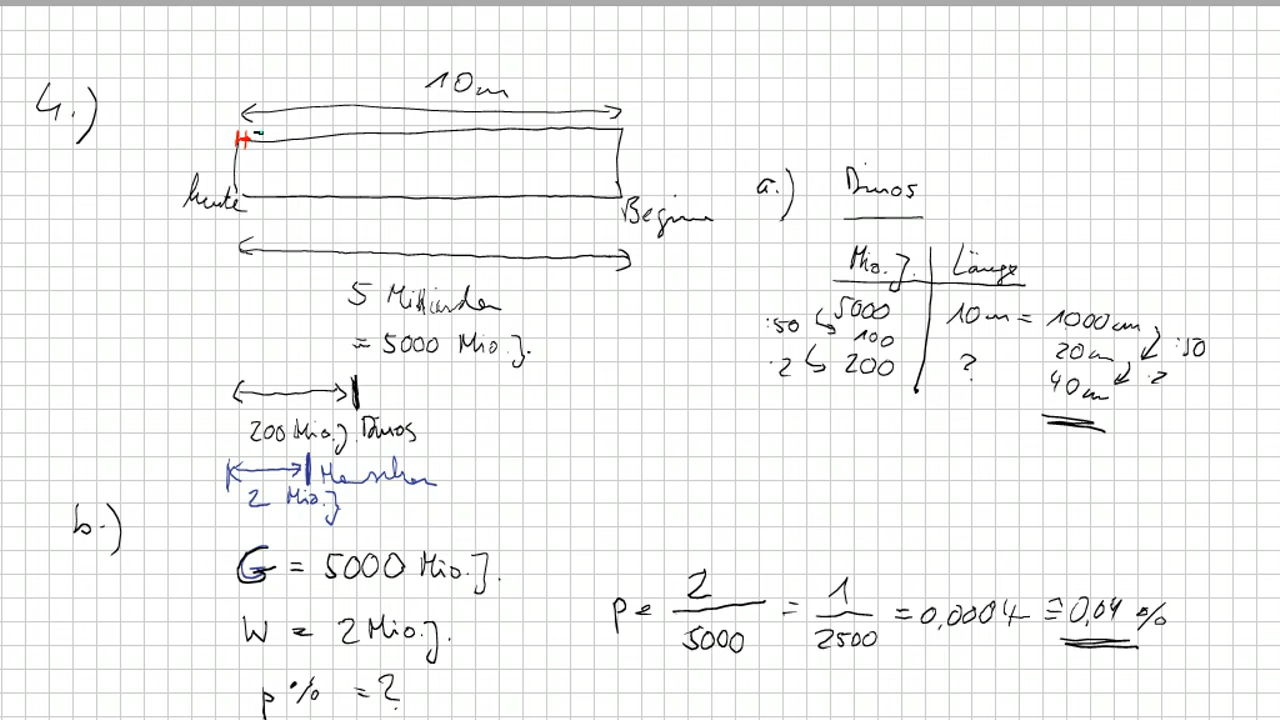 4.)
10m
heute
Beginn
5 Milliarden
= 5000 Mio. J.
200 Mio. J. Dinos
Menschen
2 Mio. J
a.) Dinos
Mio. J. Länge
:50 5000 10m = 1000cm :50
100 20cm
·2 200 ? 40cm ·2
b.)
G = 5000 Mio. J.
W = 2 Mio. J.
p% = ?
p = 2/5000 = 1/2500 = 0,0004 ≙ 0,04 %